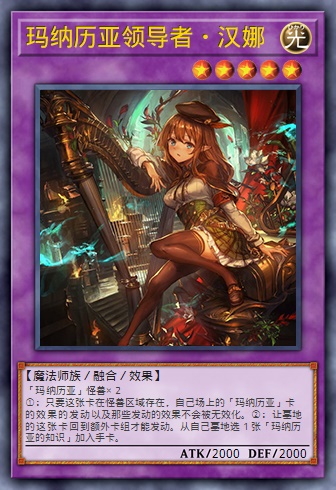 玛纳历亚领导者·汉娜
光
【魔法师族/融合/效果】
「玛纳历亚」怪兽×2
①：只要这张卡在怪兽区域存在，自己场上的「玛纳历亚」卡
的效果的发动以及那些发动的效果不会被无效化。②：让墓地
的这张卡回到额外卡组才能发动。从自己墓地选1张「玛纳历
亚的知识」加入手卡。
ATK/2000 DEF/2000